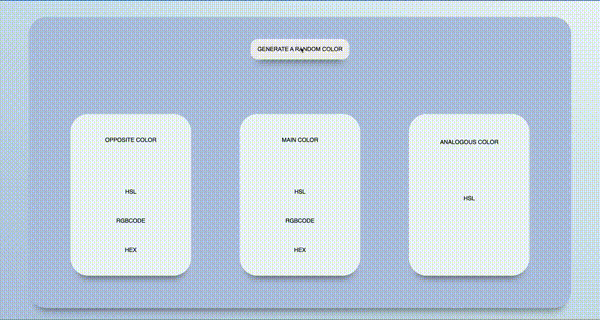 GENERATE A RANDOM COLOR
OPPOSITE COLOR
HSL
RGBCODE
HEX
MAIN COLOR
HSL
RGBCODE
HEX
ANALOGOUS COLOR
HSL